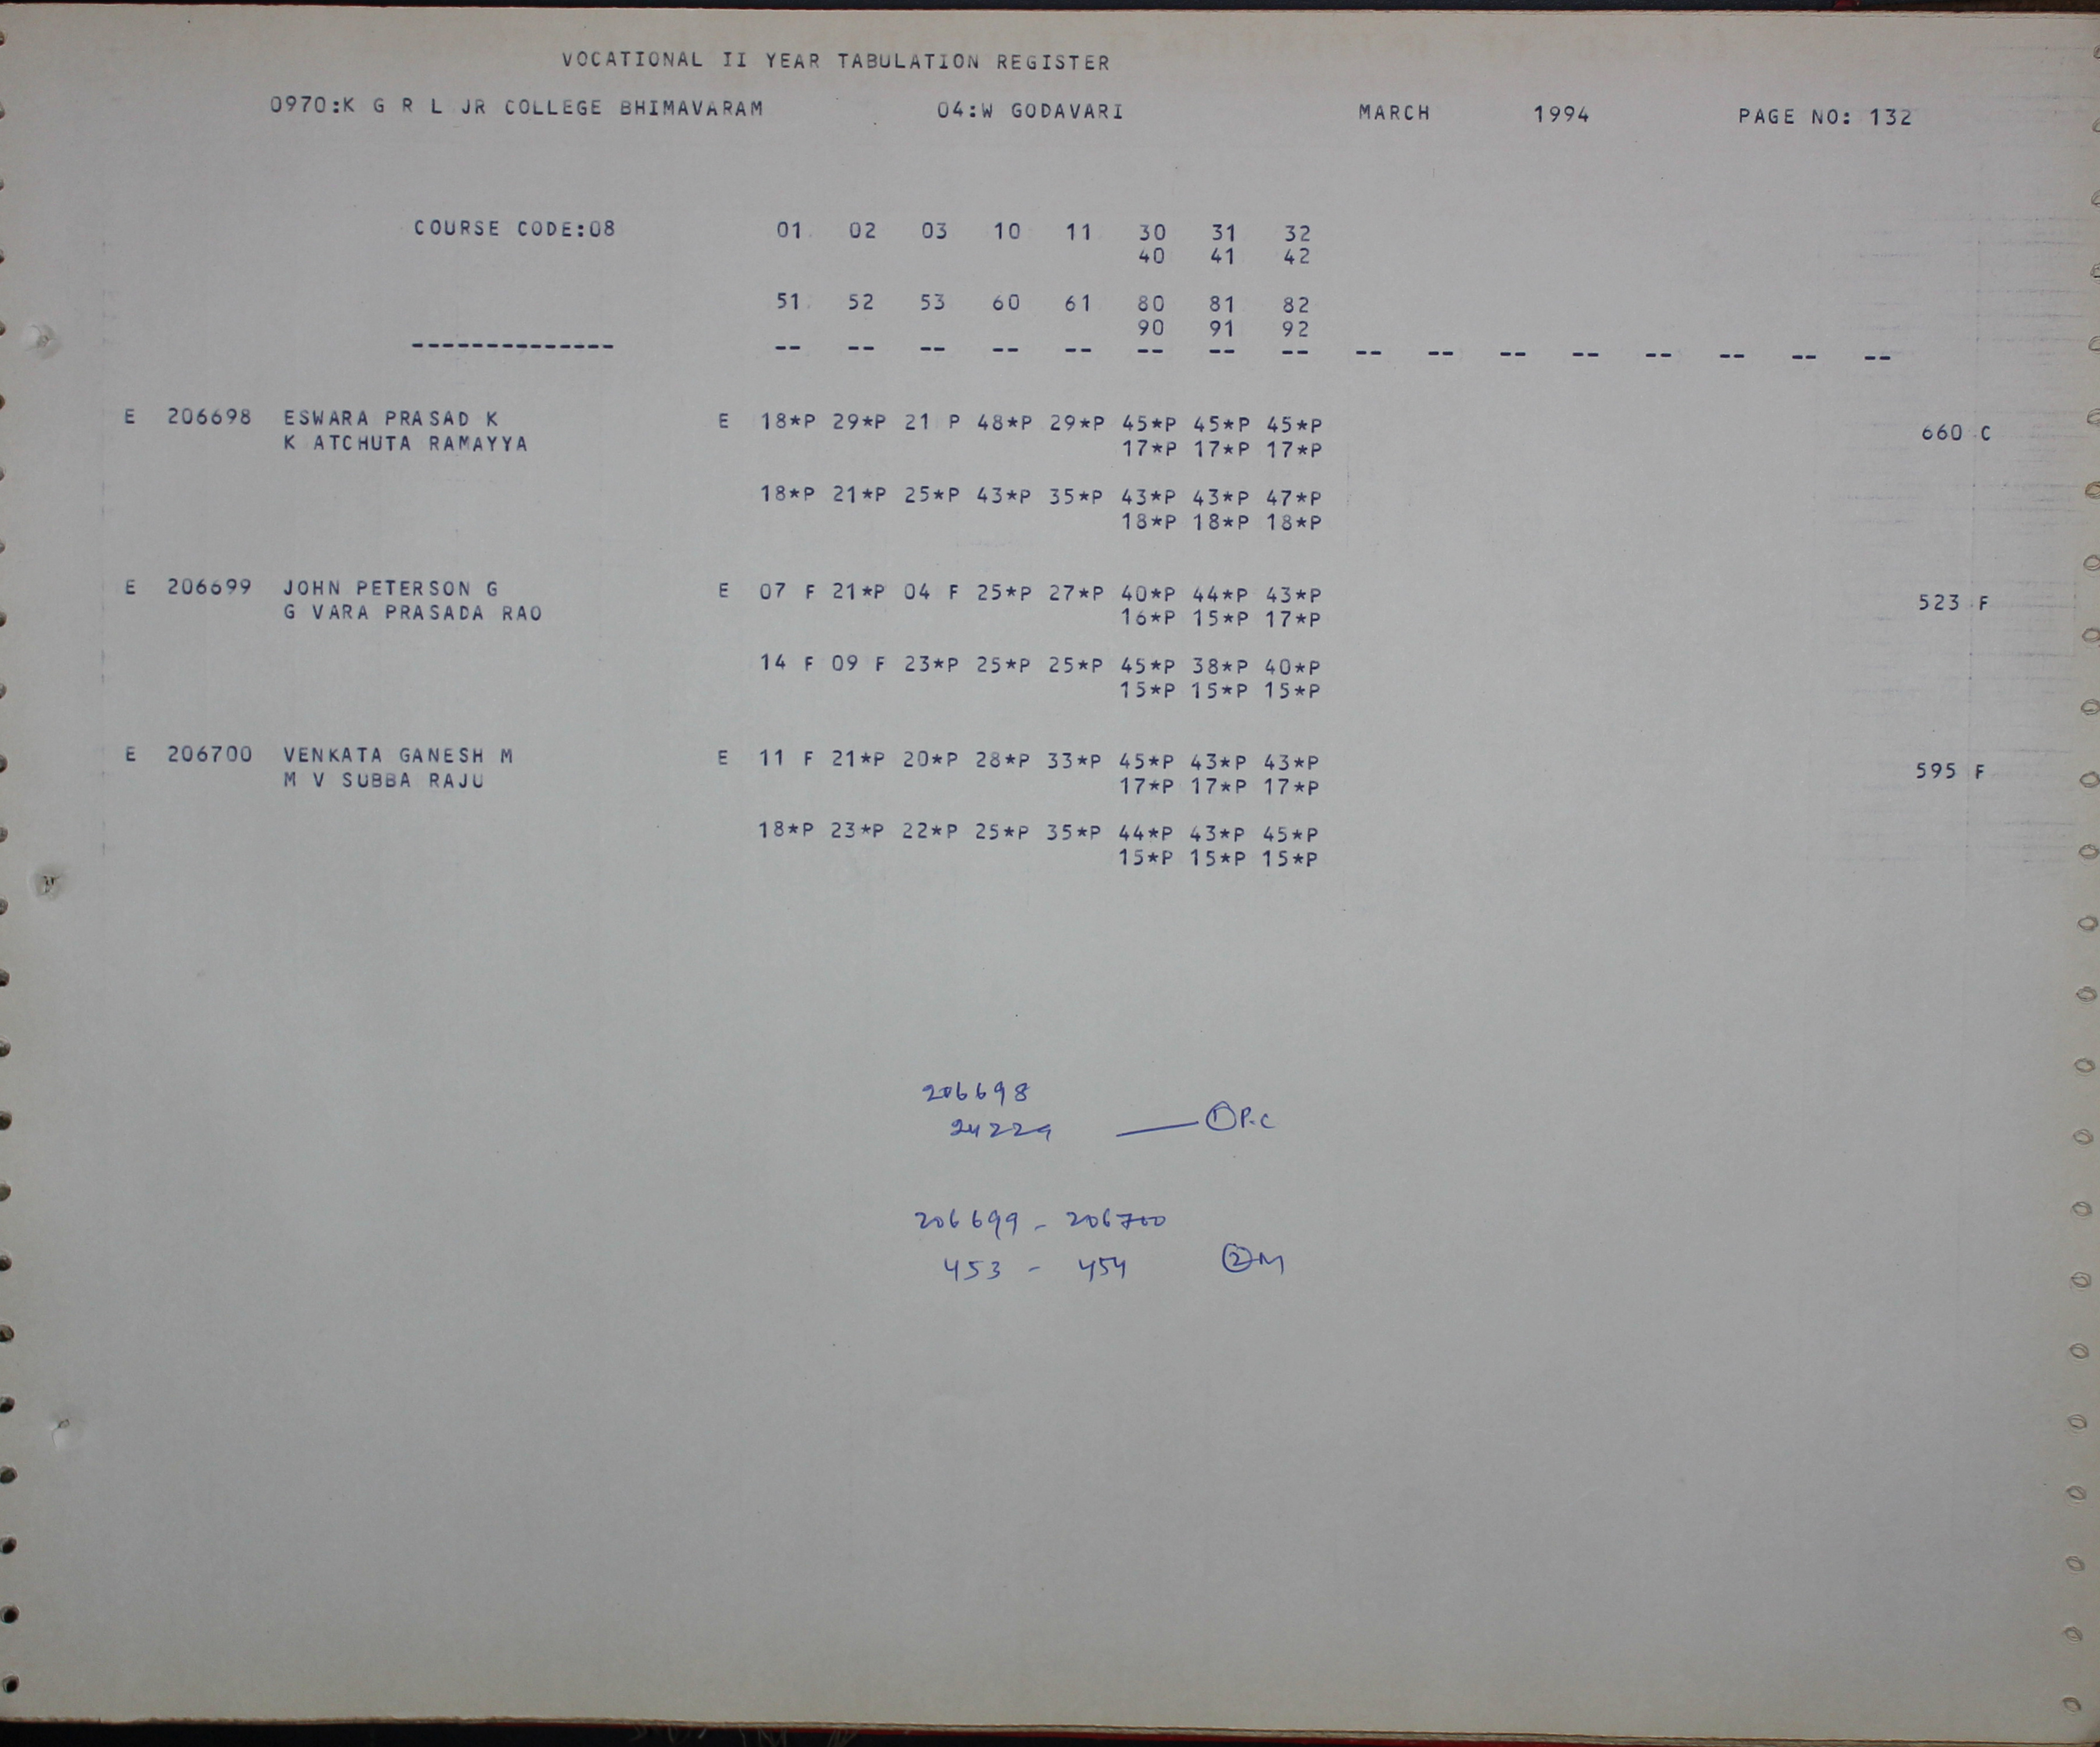 VOCATIONAL II YEAR TABULATION REGISTER
0970:K G R L JR COLLEGE BHIMAVARAM 04:W GODAVARI MARCH 1994 PAGE NO: 132
COURSE CODE:08 01 02 03 10 11 30 31 32
40 41 42
51 52 53 60 61 80 81 82
90 91 92
-------------- -- -- -- -- -- -- -- -- -- -- -- -- -- -- -- --
E 206698 ESWARA PRASAD K E 18*P 29*P 21 P 48*P 29*P 45*P 45*P 45*P 660 C
K ATCHUTA RAMAYYA 17*P 17*P 17*P
18*P 21*P 25*P 43*P 35*P 43*P 43*P 47*P
18*P 18*P 18*P
E 206699 JOHN PETERSON G E 07 F 21*P 04 F 25*P 27*P 40*P 44*P 43*P 523 F
G VARA PRASADA RAO 16*P 15*P 17*P
14 F 09 F 23*P 25*P 25*P 45*P 38*P 40*P
15*P 15*P 15*P
E 206700 VENKATA GANESH M E 11 F 21*P 20*P 28*P 33*P 45*P 43*P 43*P 595 F
M V SUBBA RAJU 17*P 17*P 17*P
18*P 23*P 22*P 25*P 35*P 44*P 43*P 45*P
15*P 15*P 15*P
206698
24229 — 1 P.C
206699 - 206700
453 - 454 2 M